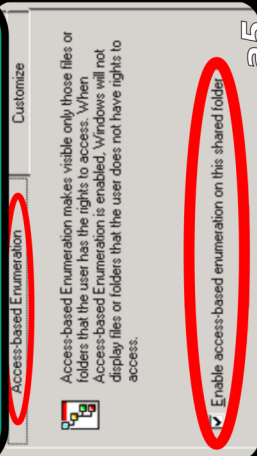 Access-based Enumeration
Customize
Access-based Enumeration makes visible only those files or
folders that the user has the rights to access. When
Access-based Enumeration is enabled, Windows will not
display files or folders that the user does not have rights to
access.
Enable access-based enumeration on this shared folder
a5